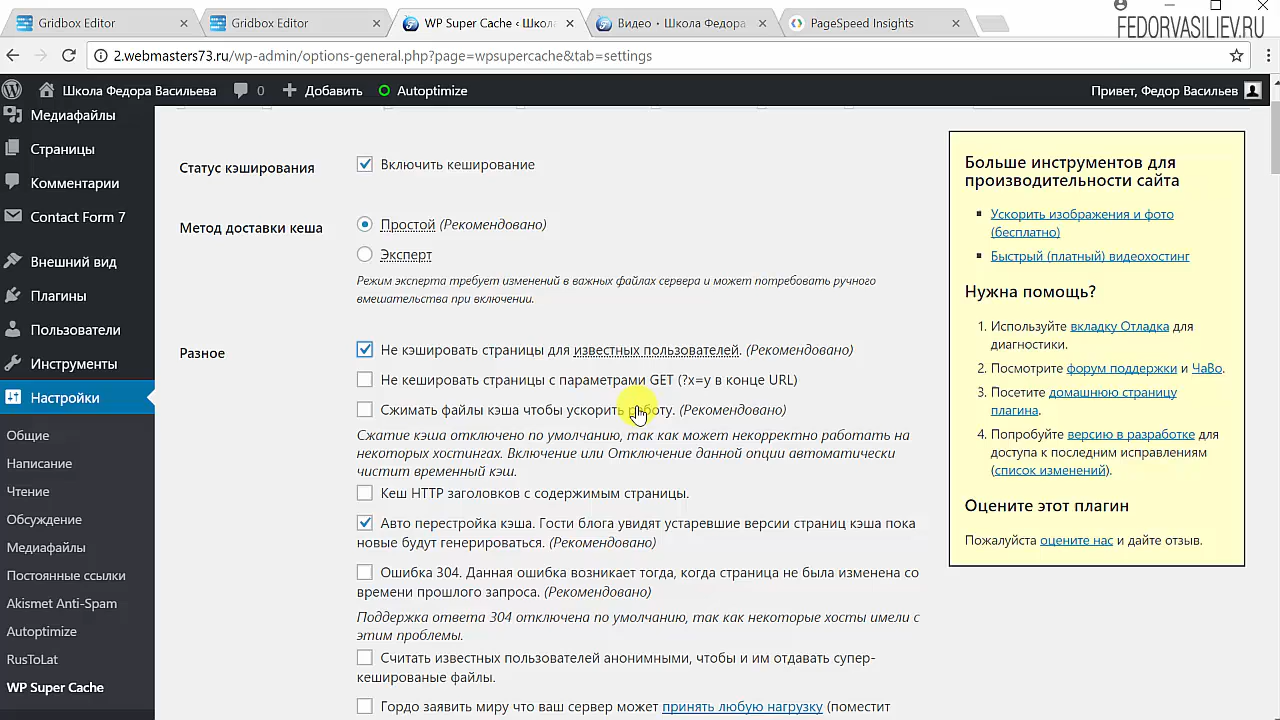 Gridbox Editor
Gridbox Editor
WP Super Cache ‹ Школа
Видео - Школа Федора
PageSpeed Insights
FEDORVASILIEV.RU
2.webmasters73.ru/wp-admin/options-general.php?page=wpsupercache&tab=settings
Школа Федора Васильева
0
Добавить
Autoptimize
Привет, Федор Васильев
Медиафайлы
Страницы
Комментарии
Contact Form 7
Внешний вид
Плагины
Пользователи
Инструменты
Настройки
Общие
Написание
Чтение
Обсуждение
Медиафайлы
Постоянные ссылки
Akismet Anti-Spam
Autoptimize
RusToLat
WP Super Cache
Статус кэширования
Включить кеширование
Метод доставки кеша
Простой (Рекомендовано)
Эксперт
Режим эксперта требует изменений в важных файлах сервера и может потребовать ручного
вмешательства при включении.
Разное
Не кэшировать страницы для известных пользователей. (Рекомендовано)
Не кешировать страницы с параметрами GET (?x=y в конце URL)
Сжимать файлы кэша чтобы ускорить работу. (Рекомендовано)
Сжатие кэша отключено по умолчанию, так как может некорректно работать на
некоторых хостингах. Включение или Отключение данной опции автоматически
чистит временный кэш.
Кеш HTTP заголовков с содержимым страницы.
Авто перестройка кэша. Гости блога увидят устаревшие версии страниц кэша пока
новые будут генерироваться. (Рекомендовано)
Ошибка 304. Данная ошибка возникает тогда, когда страница не была изменена со
времени прошлого запроса. (Рекомендовано)
Поддержка ответа 304 отключена по умолчанию, так как некоторые хосты имели с
этим проблемы.
Считать известных пользователей анонимными, чтобы и им отдавать супер-
кешированые файлы.
Гордо заявить миру что ваш сервер может принять любую нагрузку (поместит
Больше инструментов для
производительности сайта
Ускорить изображения и фото
(бесплатно)
Быстрый (платный) видеохостинг
Нужна помощь?
1. Используйте вкладку Отладка для
диагностики.
2. Посмотрите форум поддержки и ЧаВо.
3. Посетите домашнюю страницу
плагина.
4. Попробуйте версию в разработке для
доступа к последним исправлениям
(список изменений).
Оцените этот плагин
Пожалуйста оцените нас и дайте отзыв.